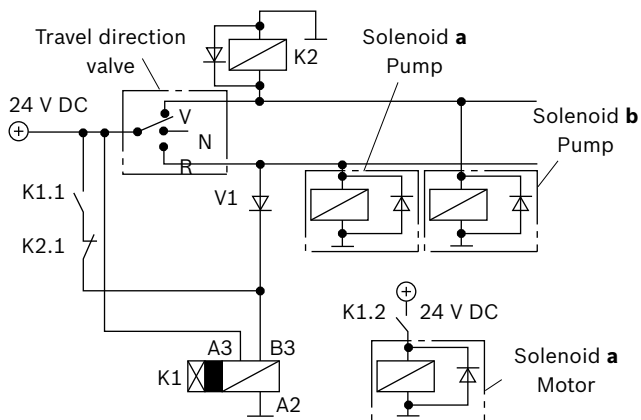 Travel direction
valve
K2
Solenoid a
Pump
24 V DC
V
N
R
Solenoid b
Pump
K1.1
V1
K2.1
K1.2
24 V DC
A3
B3
K1
A2
Solenoid a
Motor